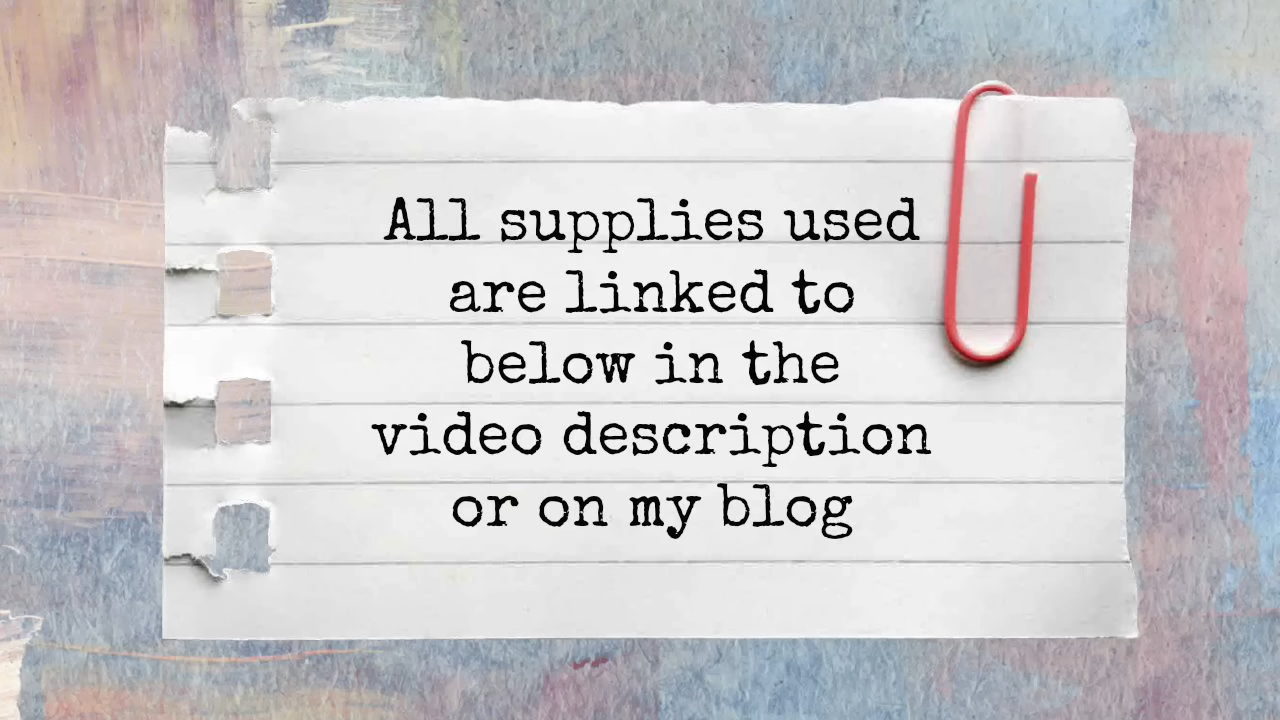 All supplies used
are linked to
below in the
video description
or on my blog